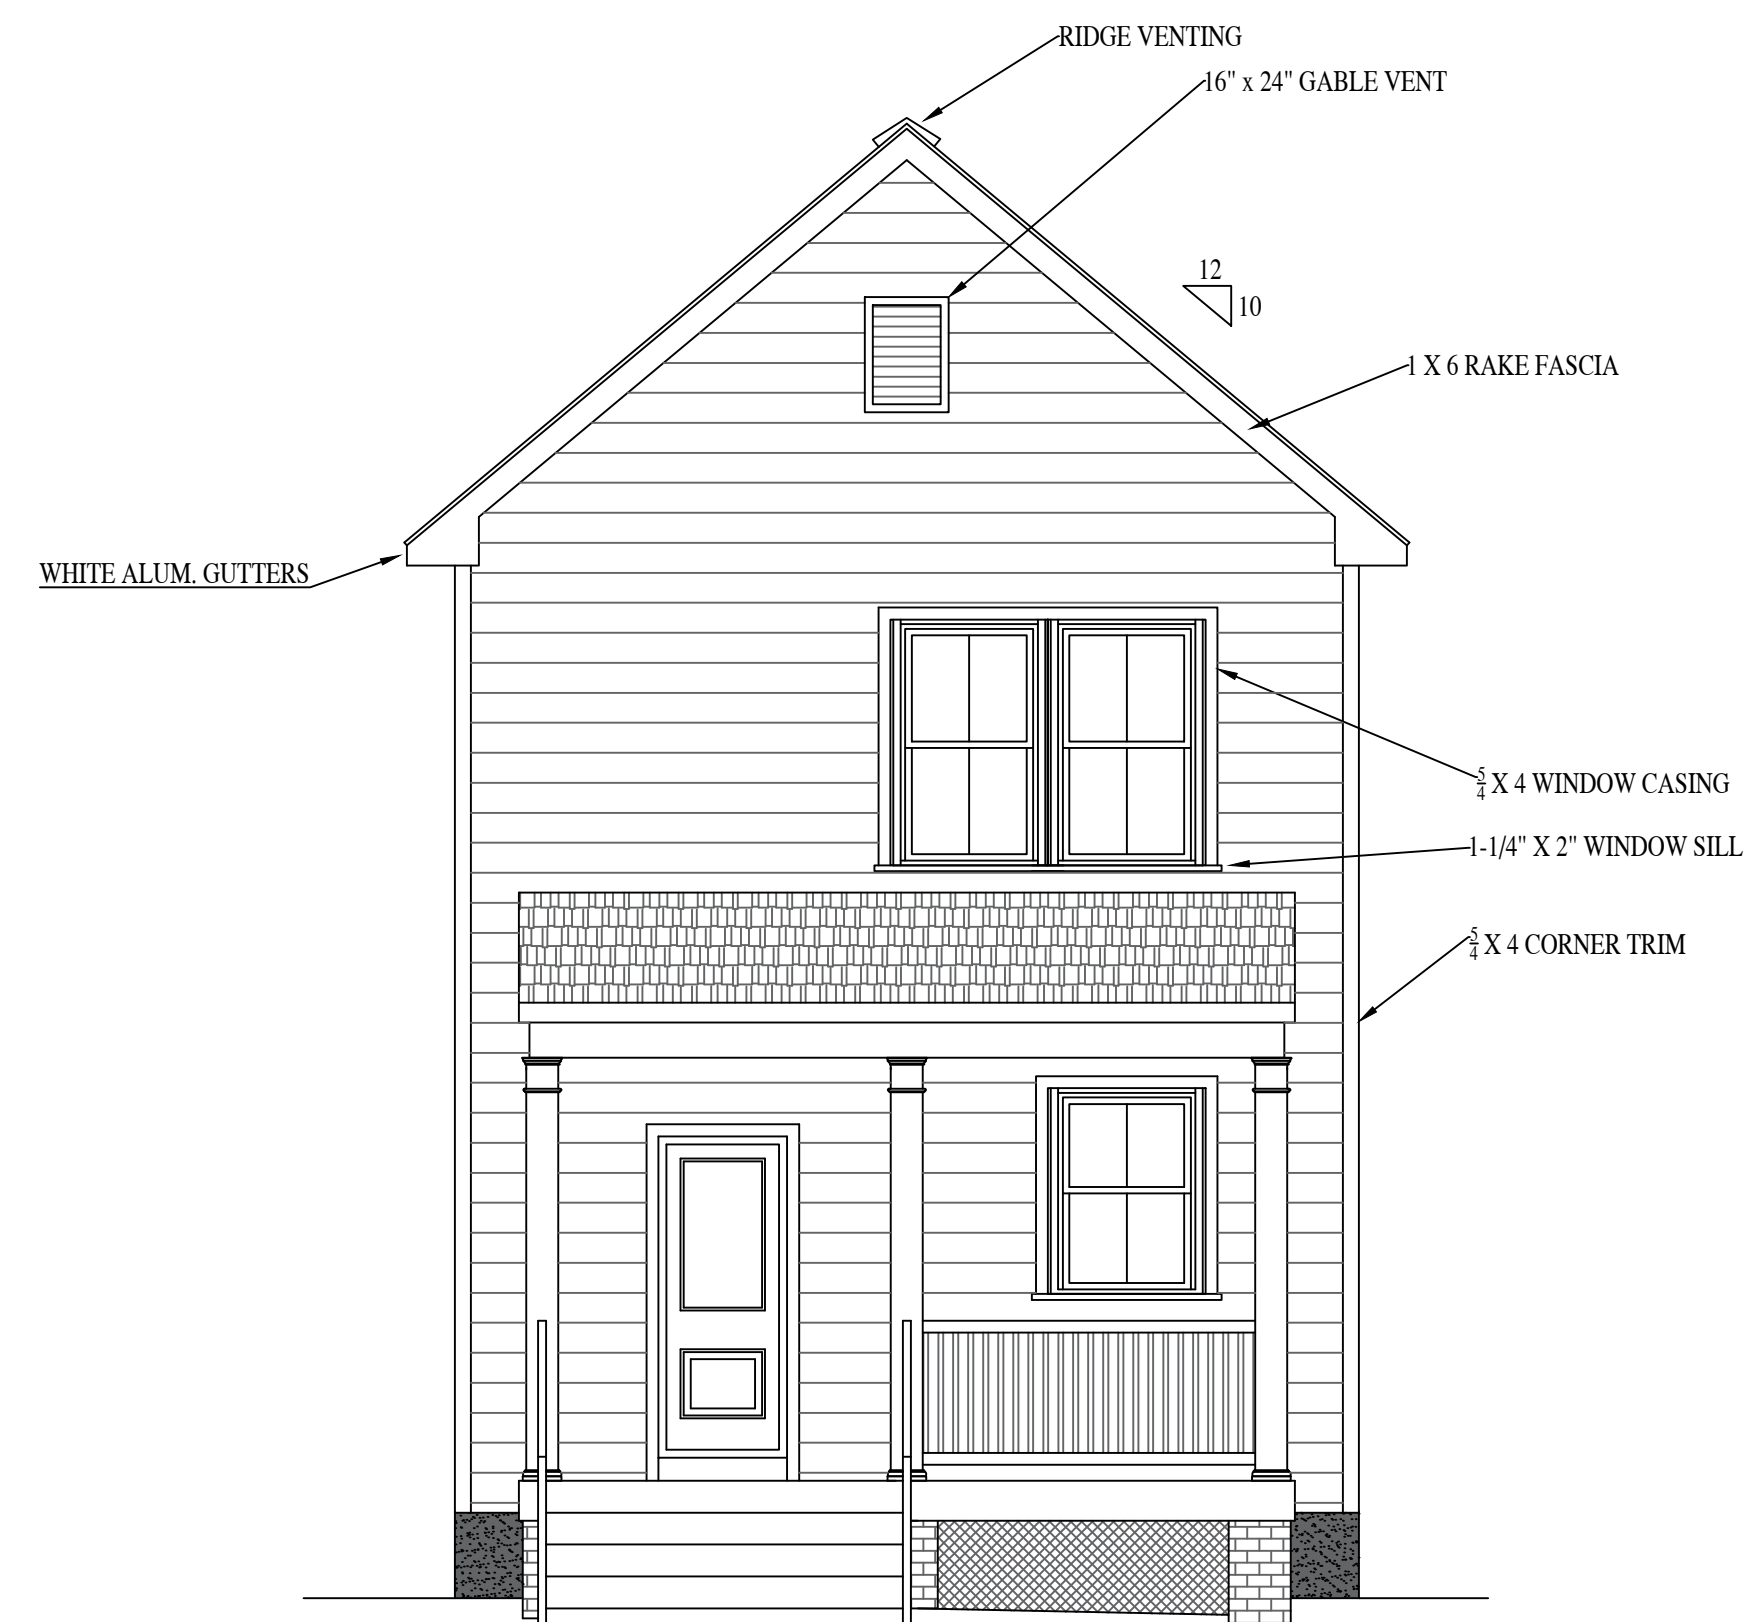 RIDGE VENTING
16" x 24" GABLE VENT
12
10
1 X 6 RAKE FASCIA
WHITE ALUM. GUTTERS
5/4 X 4 WINDOW CASING
1-1/4" X 2" WINDOW SILL
5/4 X 4 CORNER TRIM